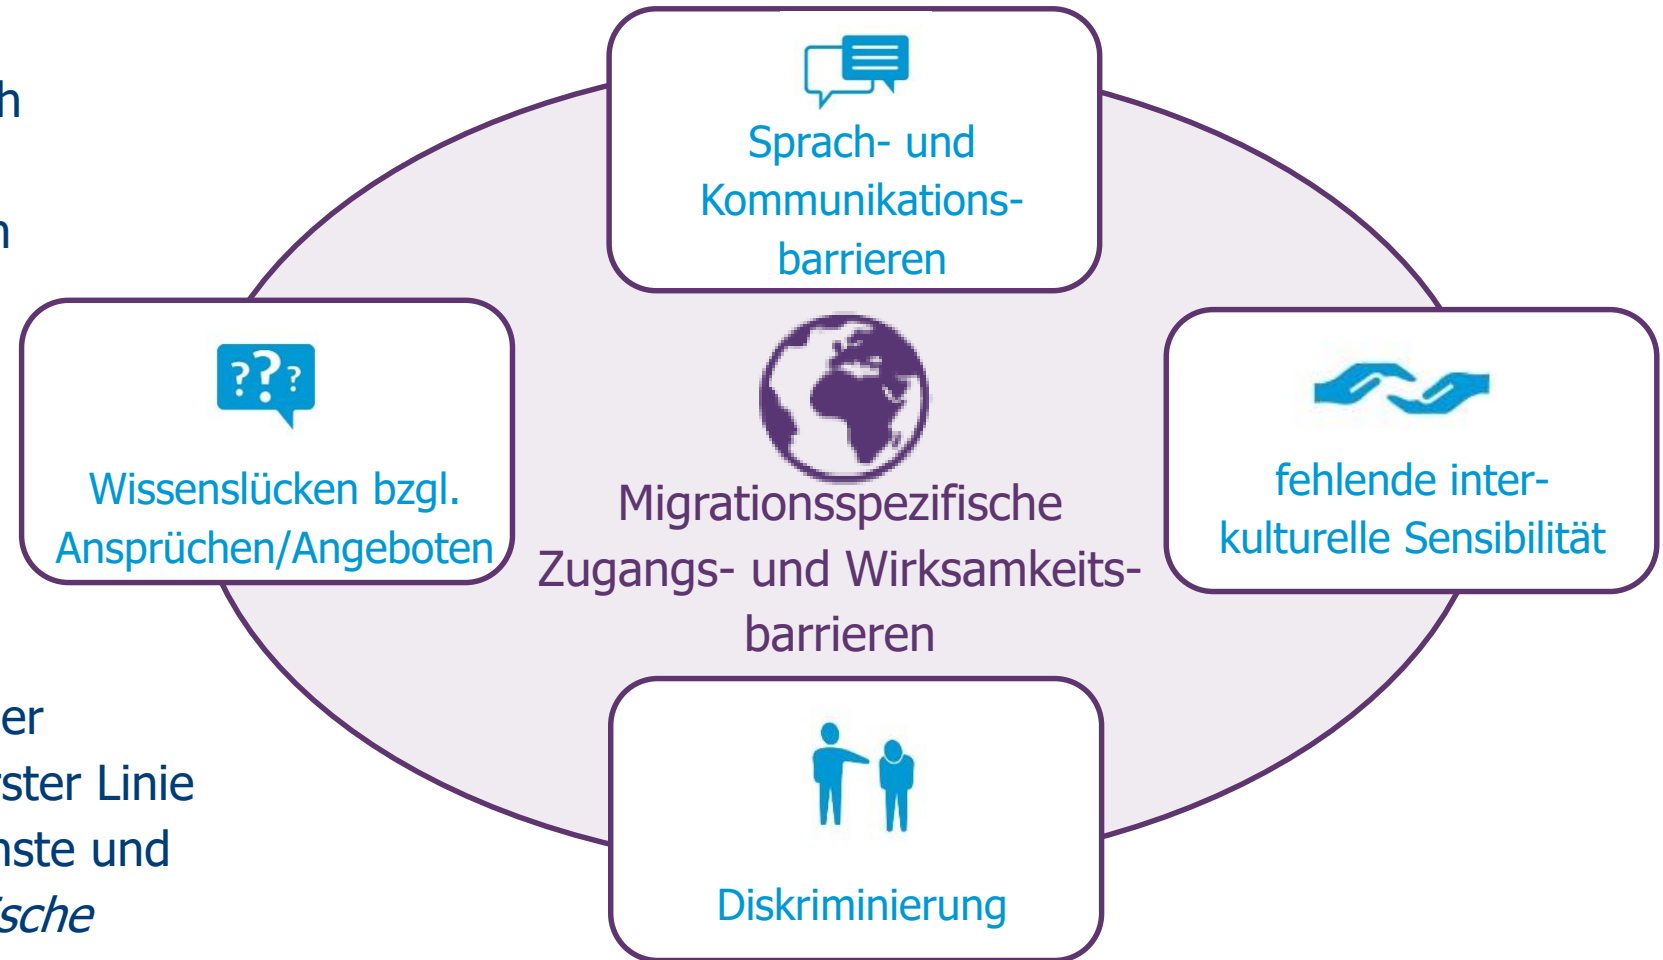 Sprach- und
Kommunikations-
barrieren
???
Wissenslücken bzgl.
Ansprüchen/Angeboten
Migrationsspezifische
Zugangs- und Wirksamkeits-
barrieren
fehlende inter-
kulturelle Sensibilität
Diskriminierung
h
n
er
rster Linie
nste und
ische